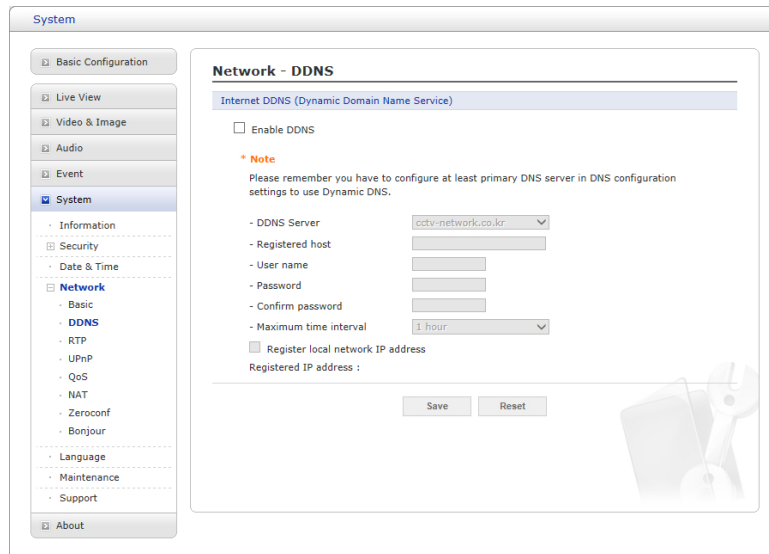 System
Basic Configuration
Live View
Video & Image
Audio
Event
System
Information
Security
Date & Time
Network
Basic
DDNS
RTP
UPnP
QoS
NAT
Zeroconf
Bonjour
Language
Maintenance
Support
About
Network - DDNS
Internet DDNS (Dynamic Domain Name Service)
Enable DDNS
* Note
Please remember you have to configure at least primary DNS server in DNS configuration
settings to use Dynamic DNS.
- DDNS Server cctv-network.co.kr
- Registered host
- User name
- Password
- Confirm password
- Maximum time interval 1 hour
Register local network IP address
Registered IP address :
Save Reset